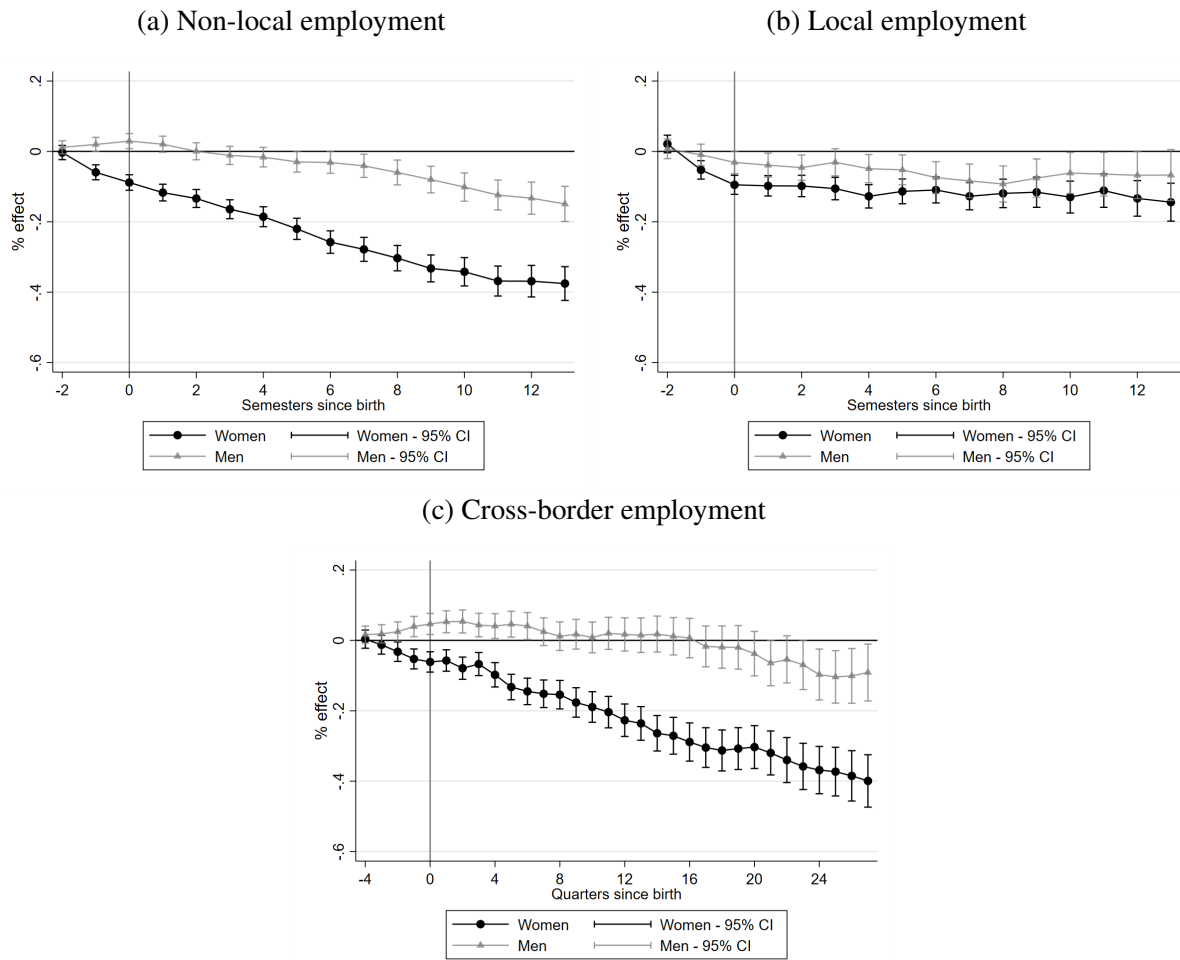 (a) Non-local employment
% effect
.2
0
-.2
-.4
-.6
-2 0 2 4 6 8 10 12
Semesters since birth
Women Women - 95% CI
Men Men - 95% CI
(b) Local employment
% effect
.2
0
-.2
-.4
-.6
-2 0 2 4 6 8 10 12
Semesters since birth
Women Women - 95% CI
Men Men - 95% CI
(c) Cross-border employment
% effect
.2
0
-.2
-.4
-.6
-4 0 4 8 12 16 20 24
Quarters since birth
Women Women - 95% CI
Men Men - 95% CI